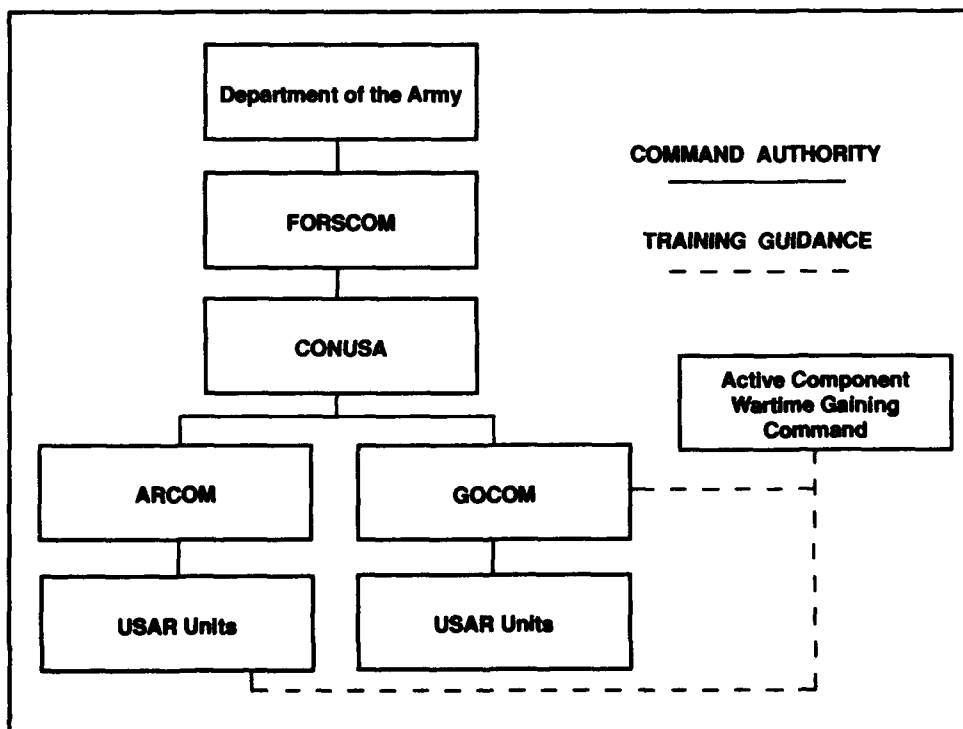 Department of the Army
FORSCOM
CONUSA
ARCOM
GOCOM
USAR Units
USAR Units
COMMAND AUTHORITY
TRAINING GUIDANCE
Active Component
Wartime Gaining
Command